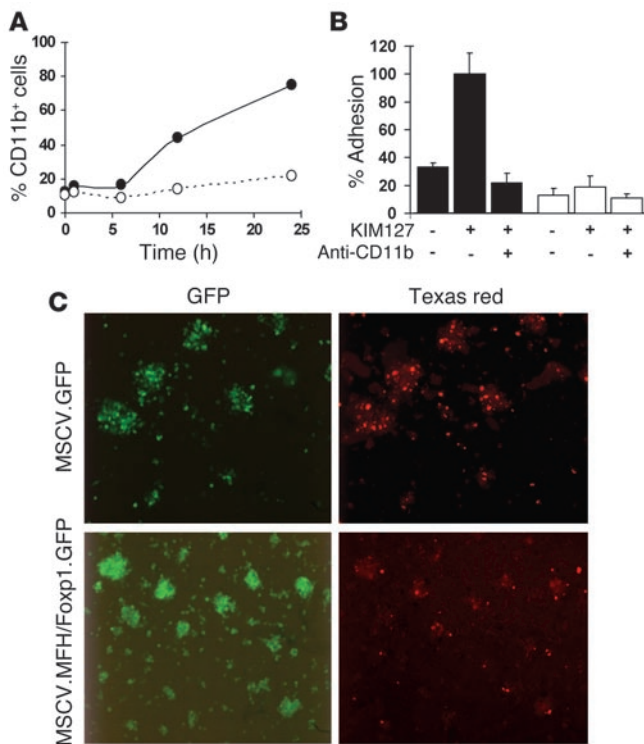 A
% CD11b+ cells
100
80
60
40
20
0
0 5 10 15 20 25
Time (h)
B
% Adhesion
120
100
80
60
40
20
0
KIM127 - + + - + +
Anti-CD11b - - + - - +
C
GFP Texas red
MSCV.GFP
MSCV.MFH/Foxp1.GFP